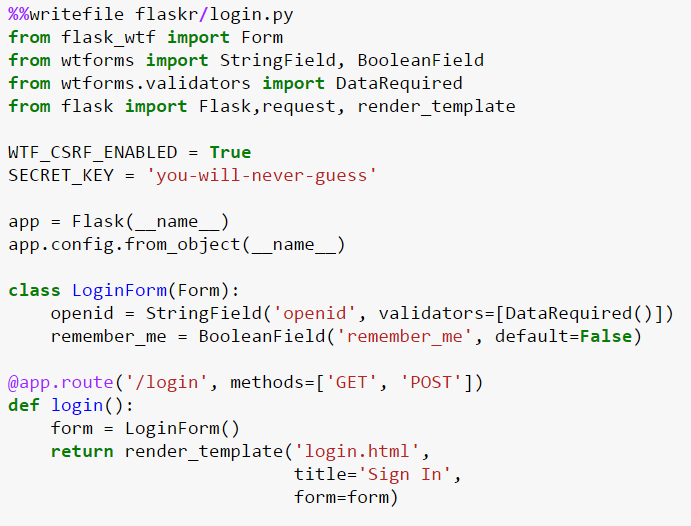 %%writefile flaskr/login.py
from flask_wtf import Form
from wtforms import StringField, BooleanField
from wtforms.validators import DataRequired
from flask import Flask,request, render_template

WTF_CSRF_ENABLED = True
SECRET_KEY = 'you-will-never-guess'

app = Flask(__name__)
app.config.from_object(__name__)

class LoginForm(Form):
    openid = StringField('openid', validators=[DataRequired()])
    remember_me = BooleanField('remember_me', default=False)

@app.route('/login', methods=['GET', 'POST'])
def login():
    form = LoginForm()
    return render_template('login.html',
                           title='Sign In',
                           form=form)